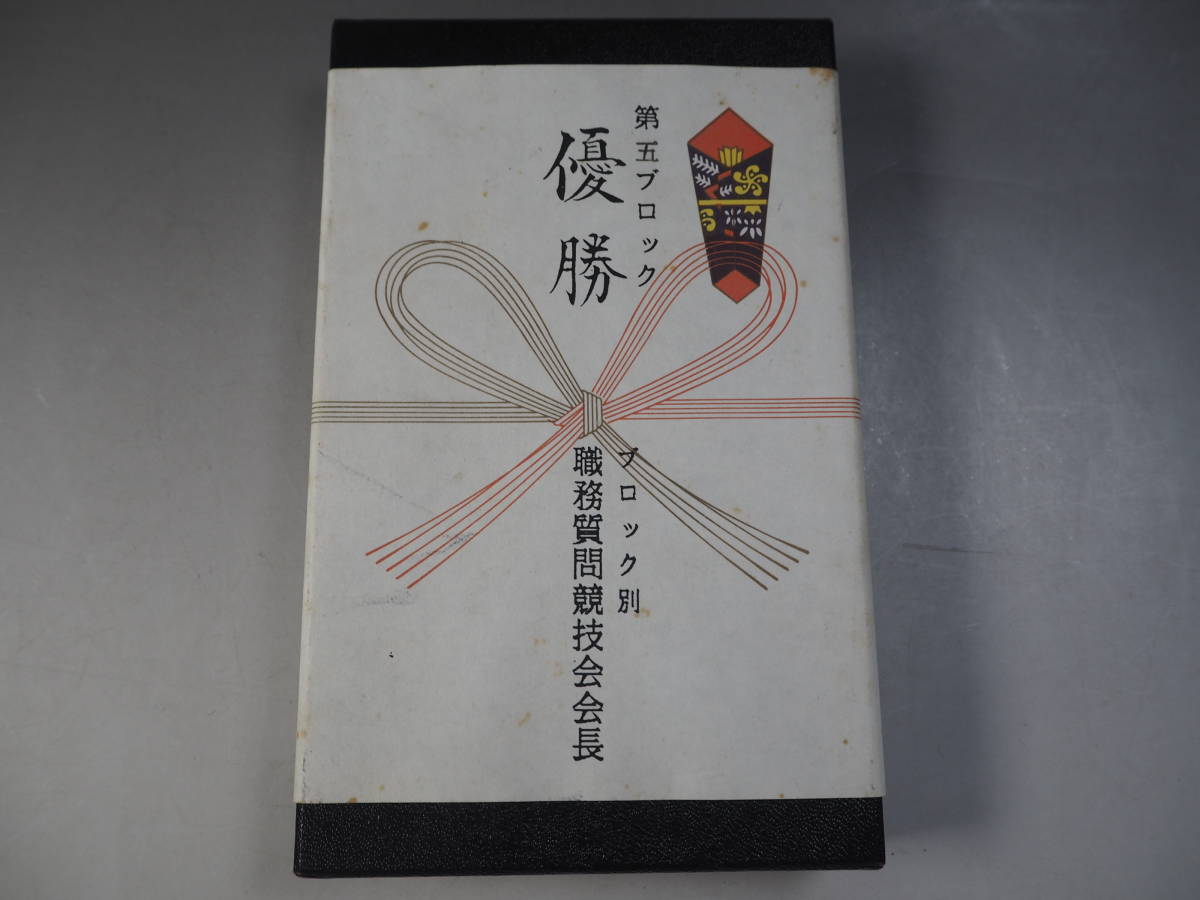 第五ブロック
優勝
ブロック別
職務質問競技会会長